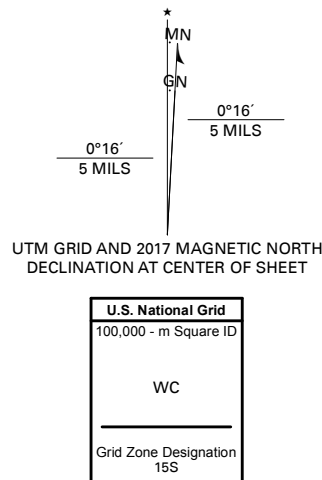 MN
GN
0°16´
5 MILS
0°16´
5 MILS
UTM GRID AND 2017 MAGNETIC NORTH
DECLINATION AT CENTER OF SHEET
U.S. National Grid
100,000 - m Square ID
WC
Grid Zone Designation
15S